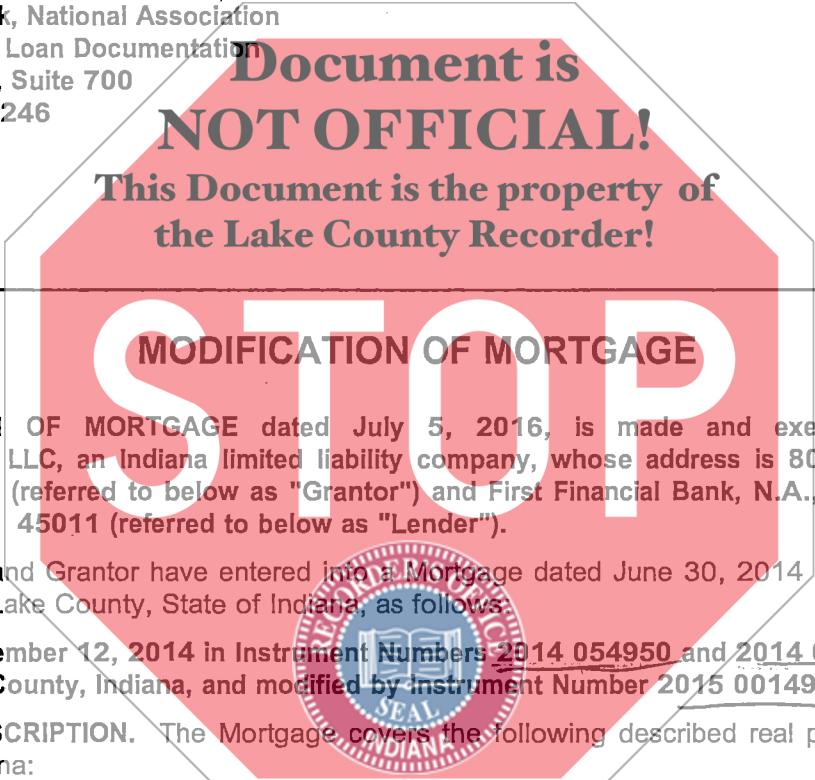 k, National Association
Loan Documentation
, Suite 700
246
Document is
NOT OFFICIAL!
This Document is the property of
the Lake County Recorder!
STOP
MODIFICATION OF MORTGAGE
OF MORTGAGE dated July 5, 2016, is made and exe
LLC, an Indiana limited liability company, whose address is 80
(referred to below as "Grantor") and First Financial Bank, N.A.,
45011 (referred to below as "Lender").
nd Grantor have entered into a Mortgage dated June 30, 2014
ake County, State of Indiana, as follows:
ember 12, 2014 in Instrument Numbers 2014 054950 and 2014 0
County, Indiana, and modified by Instrument Number 2015 00149
SCRIPTION. The Mortgage covers the following described real p
na:
RECORDER'S OFFICE
SEAL
INDIANA